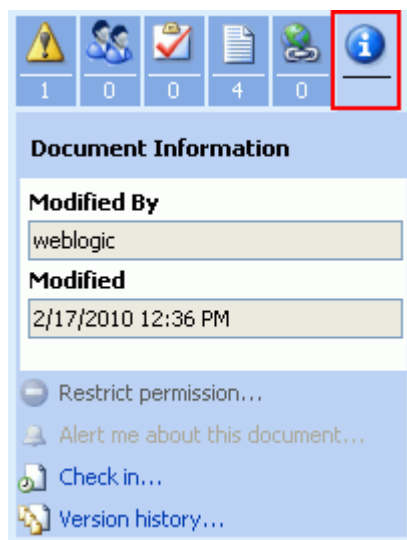 1 0 0 4 0
Document Information
Modified By
weblogic
Modified
2/17/2010 12:36 PM
Restrict permission...
Alert me about this document...
Check in...
Version history...